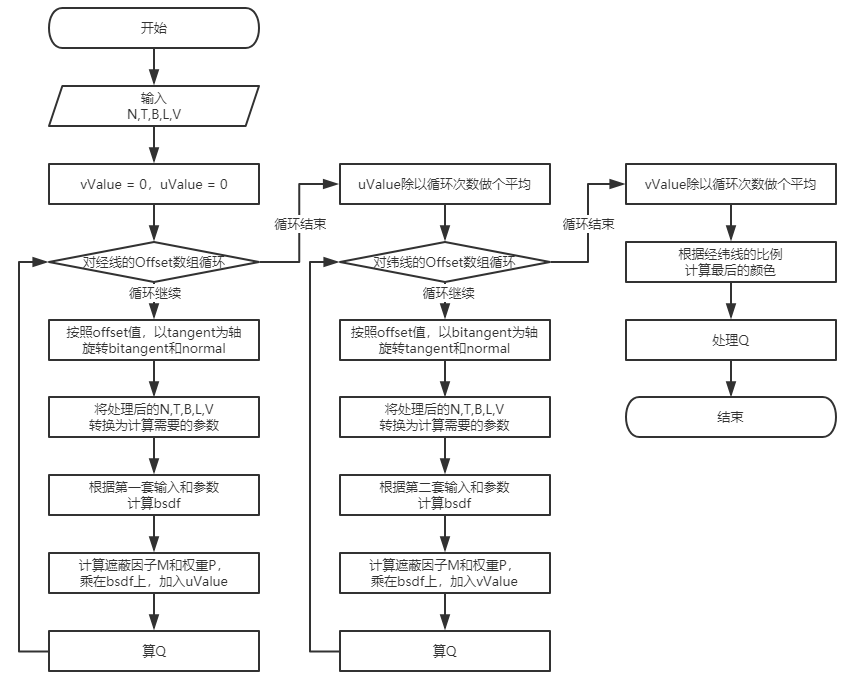 开始
输入
N,T,B,L,V
vValue = 0，uValue = 0
对经线的Offset数组循环
循环结束
循环继续
按照offset值，以tangent为轴
旋转bitangent和normal
将处理后的N,T,B,L,V
转换为计算需要的参数
根据第一套输入和参数
计算bsdf
计算遮蔽因子M和权重P，
乘在bsdf上，加入uValue
算Q
uValue除以循环次数做个平均
对纬线的Offset数组循环
循环结束
循环继续
按照offset值，以bitangent为轴
旋转tangent和normal
将处理后的N,T,B,L,V
转换为计算需要的参数
根据第二套输入和参数
计算bsdf
计算遮蔽因子M和权重P，
乘在bsdf上，加入vValue
算Q
vValue除以循环次数做个平均
根据经纬线的比例
计算最后的颜色
处理Q
结束